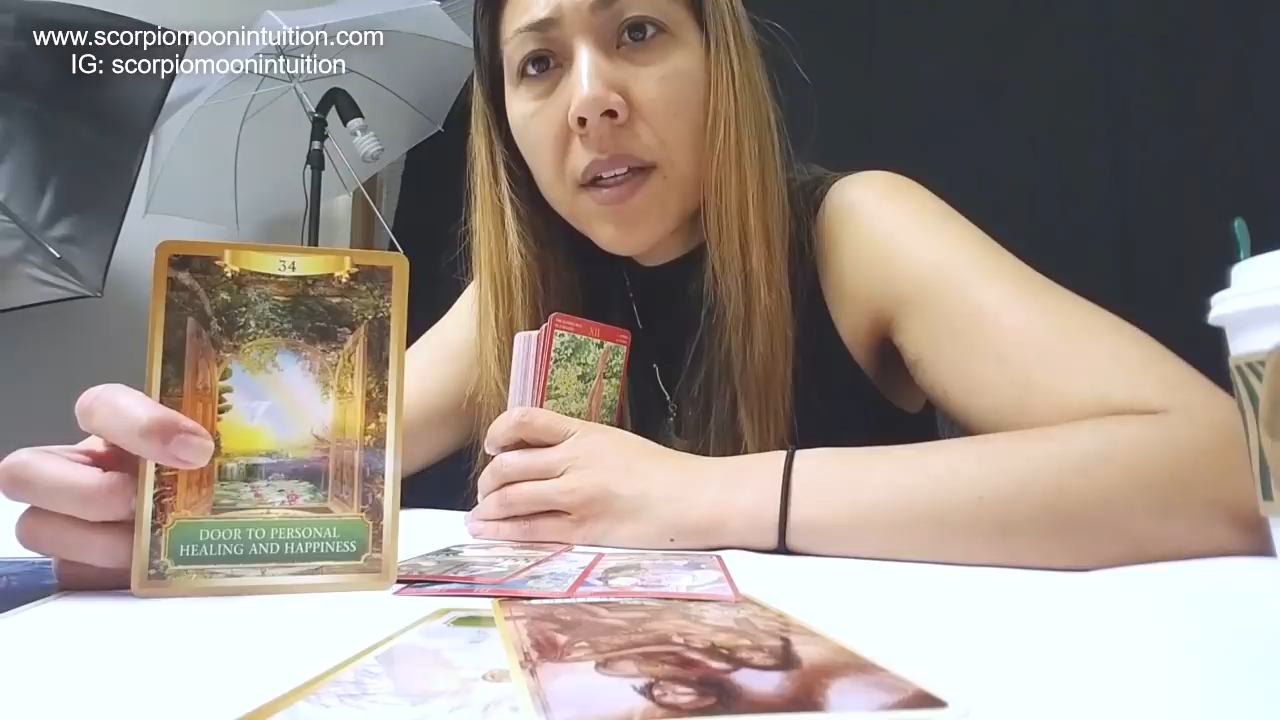 www.scorpiomoonintuition.com
IG: scorpiomoonintuition
34
DOOR TO PERSONAL
HEALING AND HAPPINESS
XII